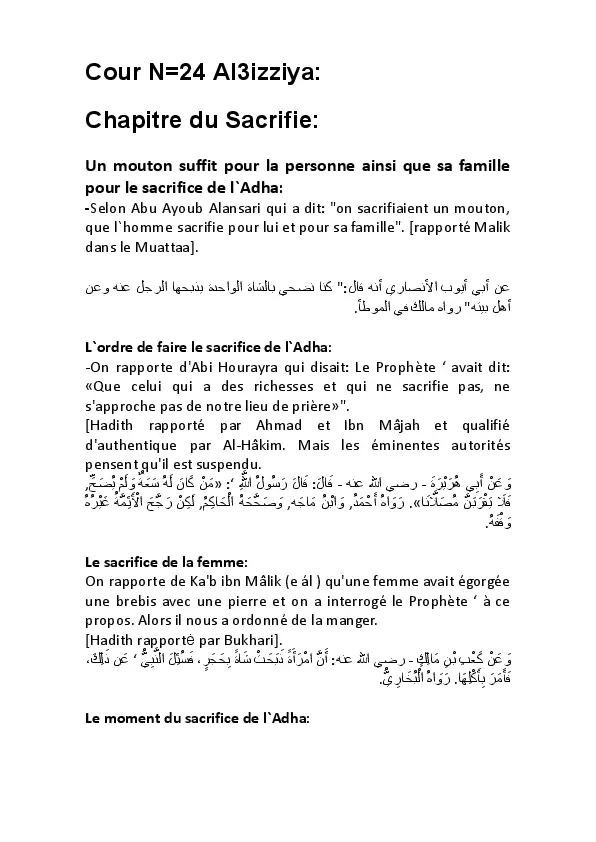 Cour N=24 Al3izziya:
Chapitre du Sacrifie:
Un mouton suffit pour la personne ainsi que sa famille
pour le sacrifice de l`Adha:
-Selon Abu Ayoub Alansari qui a dit: "on sacrifiaient un mouton,
que l`homme sacrifie pour lui et pour sa famille". [rapporté Malik
dans le Muattaa].
عن أبي أيوب الأنصاري أنه قال:" كنا نضحي بالشاة الواحدة يذبحها الرجل عنه وعن
أهل بيته" رواه مالك في الموطأ.
L`ordre de faire le sacrifice de l`Adha:
-On rapporte d'Abi Hourayra qui disait: Le Prophète ‘ avait dit:
«Que celui qui a des richesses et qui ne sacrifie pas, ne
s'approche pas de notre lieu de prière»".
[Hadith rapporté par Ahmad et Ibn Mâjah et qualifié
d'authentique par Al-Hâkim. Mais les éminentes autorités
pensent qu'il est suspendu.
وَعَنْ أَبِي هُرَيْرَةَ - رضى الله عنه - قَالَ: قَالَ رَسُولُ اللَّهِ ‘: «مَنْ كَانَ لَهُ سَعَةٌ وَلَمْ يُضَحِّ,
فَلَا يَقْرَبَنَّ مُصَلَّانَا». رَوَاهُ أَحْمَدُ, وَابْنُ مَاجَه, وَصَحَّحَهُ الْحَاكِمُ, لَكِنْ رَجَّحَ الْأَئِمَّةُ غَيْرُهُ
وَقْفَهُ.
Le sacrifice de la femme:
On rapporte de Ka'b ibn Mâlik (e ál ) qu'une femme avait égorgée
une brebis avec une pierre et on a interrogé le Prophète ‘ à ce
propos. Alors il nous a ordonné de la manger.
[Hadith rapporté par Bukhari].
وَعَنْ كَعْبِ بْنِ مَالِكٍ - رضى الله عنه: أَنَّ امْرَأَةً ذَبَحَتْ شَاةً بِحَجَرٍ ، فَسُئِلَ النَّبِيُّ ‘ عَن ذَلِكَ،
فَأَمَرَ بِأَكْلِهَا. رَوَاهُ الْبُخَارِيُّ.
Le moment du sacrifice de l`Adha: